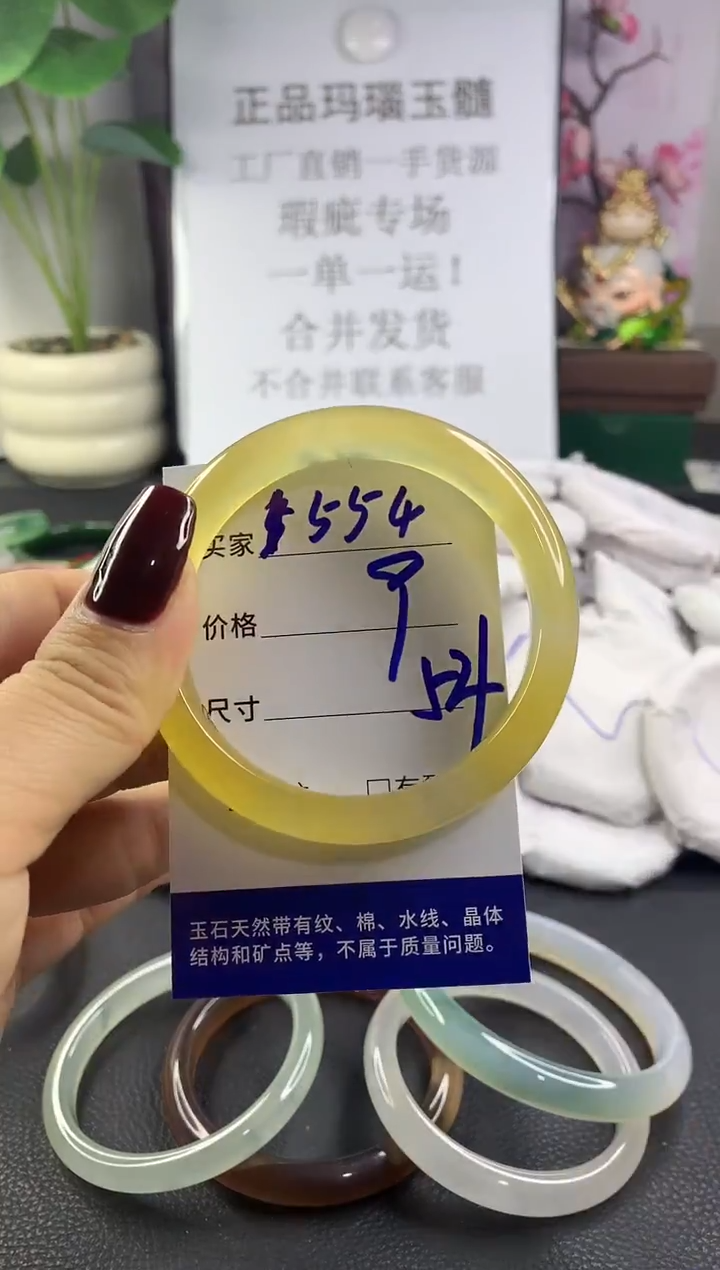 正品玛瑙玉髓
工厂直销一手货源
瑕疵专场
一单一运！
合并发货
不合并联系客服
买家 554
价格 9
尺寸 54
玉石天然带有纹、棉、水线、晶体
结构和矿点等，不属于质量问题。